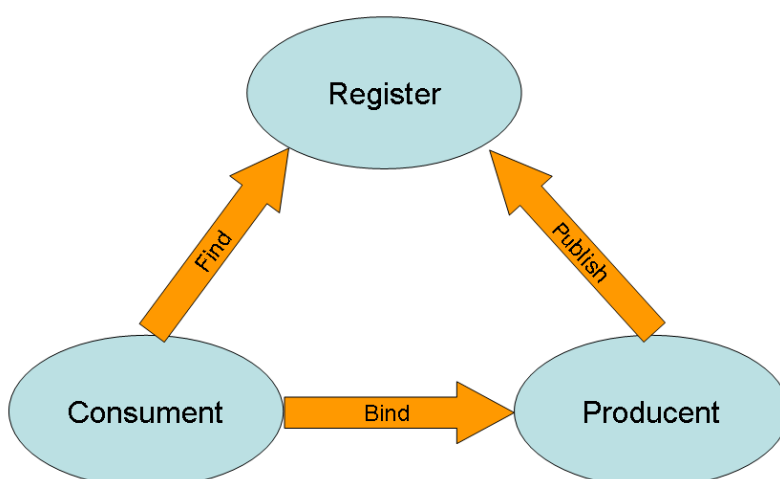 Register
Find
Publish
Consument
Bind
Producent